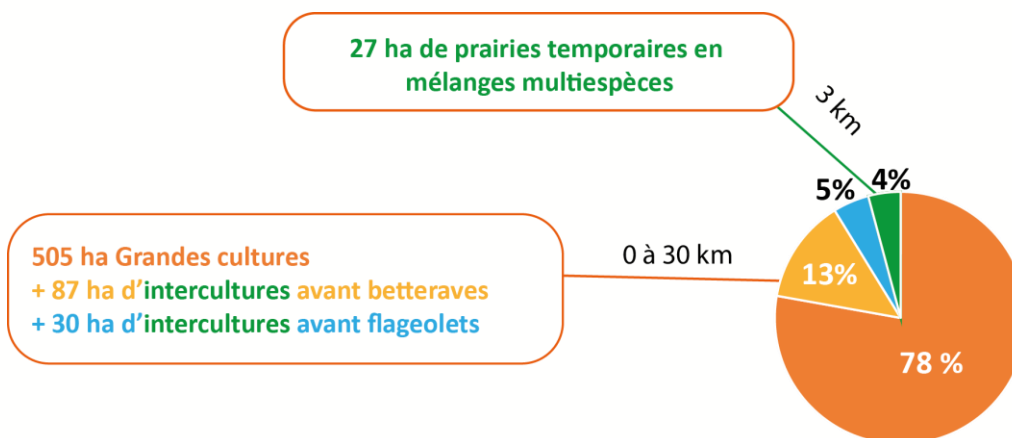 27 ha de prairies temporaires en
mélanges multiespèces
3 km
5%
4%
505 ha Grandes cultures
+ 87 ha d'intercultures avant betteraves
+ 30 ha d'intercultures avant flageolets
0 à 30 km
13%
78 %